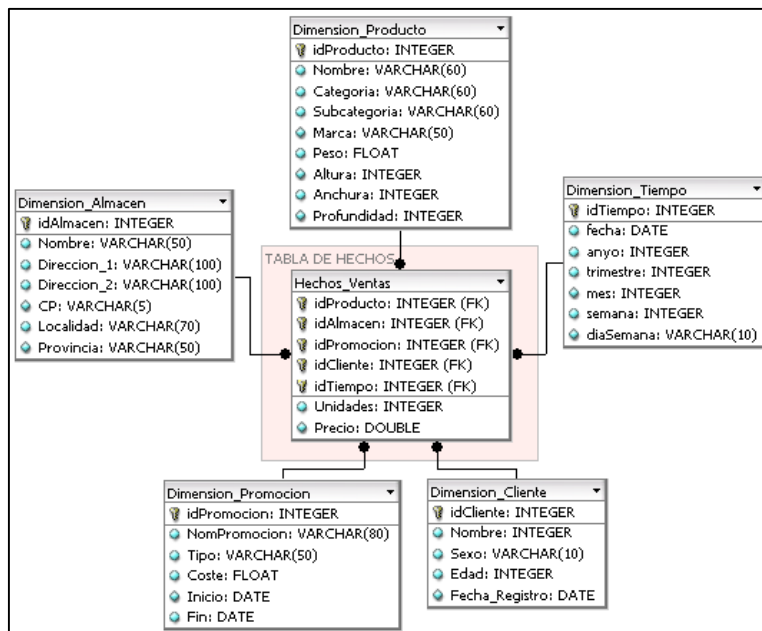 Dimension_Producto
idProducto: INTEGER
Nombre: VARCHAR(60)
Categoria: VARCHAR(60)
Subcategoria: VARCHAR(60)
Marca: VARCHAR(50)
Peso: FLOAT
Altura: INTEGER
Anchura: INTEGER
Profundidad: INTEGER
Dimension_Almacen
idAlmacen: INTEGER
Nombre: VARCHAR(50)
Direccion_1: VARCHAR(100)
Direccion_2: VARCHAR(100)
CP: VARCHAR(5)
Localidad: VARCHAR(70)
Provincia: VARCHAR(50)
Dimension_Tiempo
idTiempo: INTEGER
fecha: DATE
anyo: INTEGER
trimestre: INTEGER
mes: INTEGER
semana: INTEGER
diaSemana: VARCHAR(10)
TABLA DE HECHOS
Hechos_Ventas
idProducto: INTEGER (FK)
idAlmacen: INTEGER (FK)
idPromocion: INTEGER (FK)
idCliente: INTEGER (FK)
idTiempo: INTEGER (FK)
Unidades: INTEGER
Precio: DOUBLE
Dimension_Promocion
idPromocion: INTEGER
NomPromocion: VARCHAR(80)
Tipo: VARCHAR(50)
Coste: FLOAT
Inicio: DATE
Fin: DATE
Dimension_Cliente
idCliente: INTEGER
Nombre: INTEGER
Sexo: VARCHAR(10)
Edad: INTEGER
Fecha_Registro: DATE